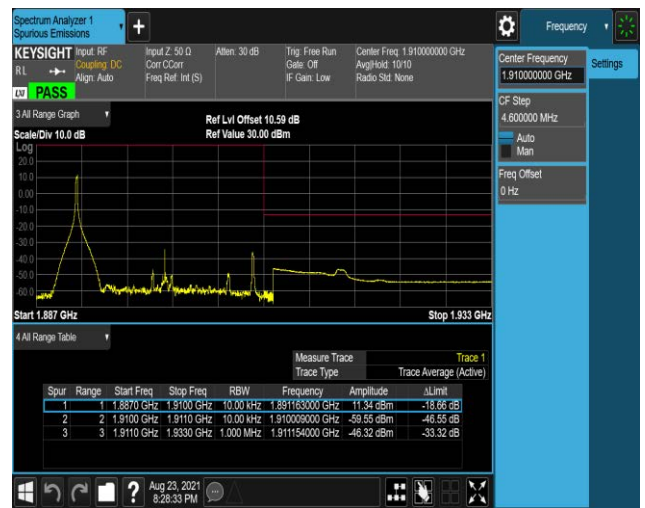 Spectrum Analyzer 1
Spurious Emissions
Frequency
KEYSIGHT
Input: RF
Coupling: DC
Align: Auto
Input Z: 50 Ω
Corr CCorr
Freq Ref: Int (S)
Atten: 30 dB
Trig: Free Run
Gate: Off
IF Gain: Low
Center Freq: 1.910000000 GHz
Avg|Hold: 10/10
Radio Std: None
R L
LXI
PASS
Center Frequency
1.910000000 GHz
Settings
CF Step
4.600000 MHz
Auto
Man
Freq Offset
0 Hz
3 All Range Graph
Scale/Div 10.0 dB
Ref Lvl Offset 10.59 dB
Ref Value 30.00 dBm
Log
20.0
10.0
0.00
-10.0
-20.0
-30.0
-40.0
-50.0
-60.0
Start 1.887 GHz
Stop 1.933 GHz
4 All Range Table
Measure Trace Trace 1
Trace Type Trace Average (Active)
Spur Range Start Freq Stop Freq RBW Frequency Amplitude ΔLimit
1 1 1.8870 GHz 1.9100 GHz 10.00 kHz 1.891163000 GHz 11.34 dBm -18.66 dB
2 2 1.9100 GHz 1.9110 GHz 10.00 kHz 1.910009000 GHz -59.55 dBm -46.55 dB
3 3 1.9110 GHz 1.9330 GHz 1.000 MHz 1.911154000 GHz -46.32 dBm -33.32 dB
Aug 23, 2021
8:28:33 PM